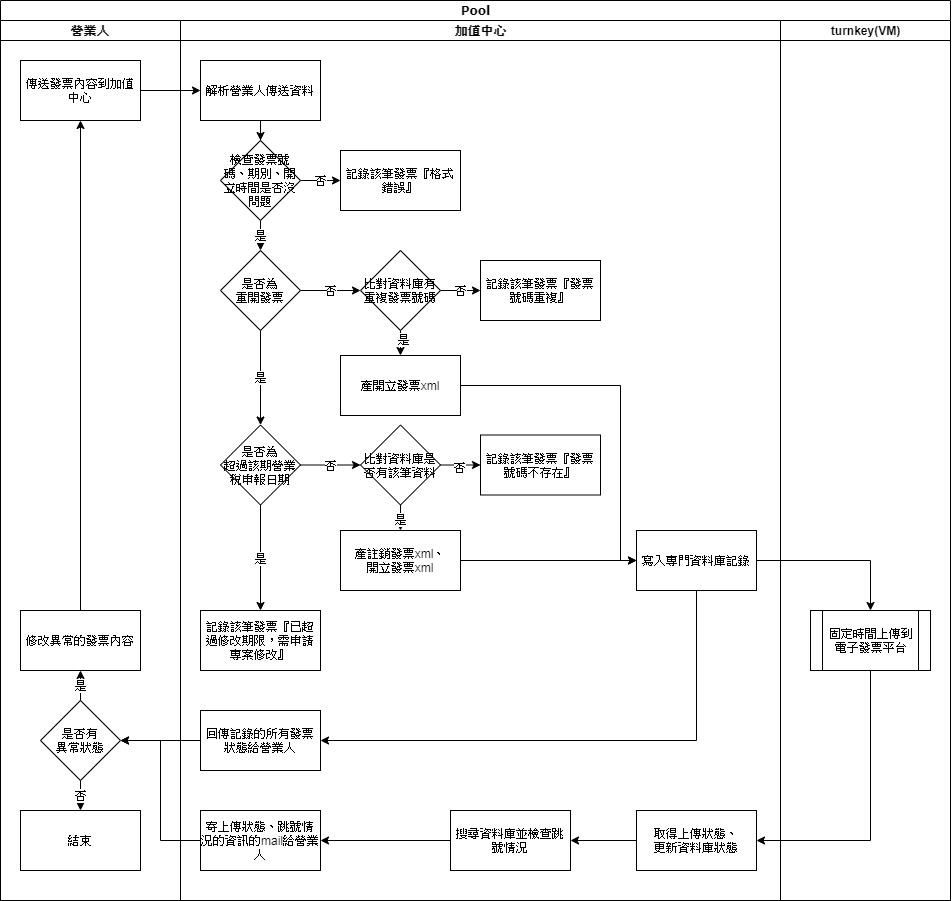 Pool
營業人
加值中心
turnkey(VM)
傳送發票內容到加值
中心
解析營業人傳送資料
檢查發票號
碼、期別、開
立時間是否沒
問題
否
記錄該筆發票『格式
錯誤』
是
是否為
重開發票
否
比對資料庫有
重複發票號碼
否
記錄該筆發票『發票
號碼重複』
是
產開立發票xml
是
是否為
超過該期營業
稅申報日期
否
比對資料庫是
否有該筆資料
否
記錄該筆發票『發票
號碼不存在』
是
產註銷發票xml、
開立發票xml
是
寫入專門資料庫記錄
記錄該筆發票『已超
過修改期限，需申請
專案修改』
固定時間上傳到
電子發票平台
修改異常的發票內容
是
是否有
異常狀態
回傳記錄的所有發票
狀態給營業人
否
結束
寄上傳狀態、跳號情
況的資訊的mail給營業
人
搜尋資料庫並檢查跳
號情況
取得上傳狀態、
更新資料庫狀態